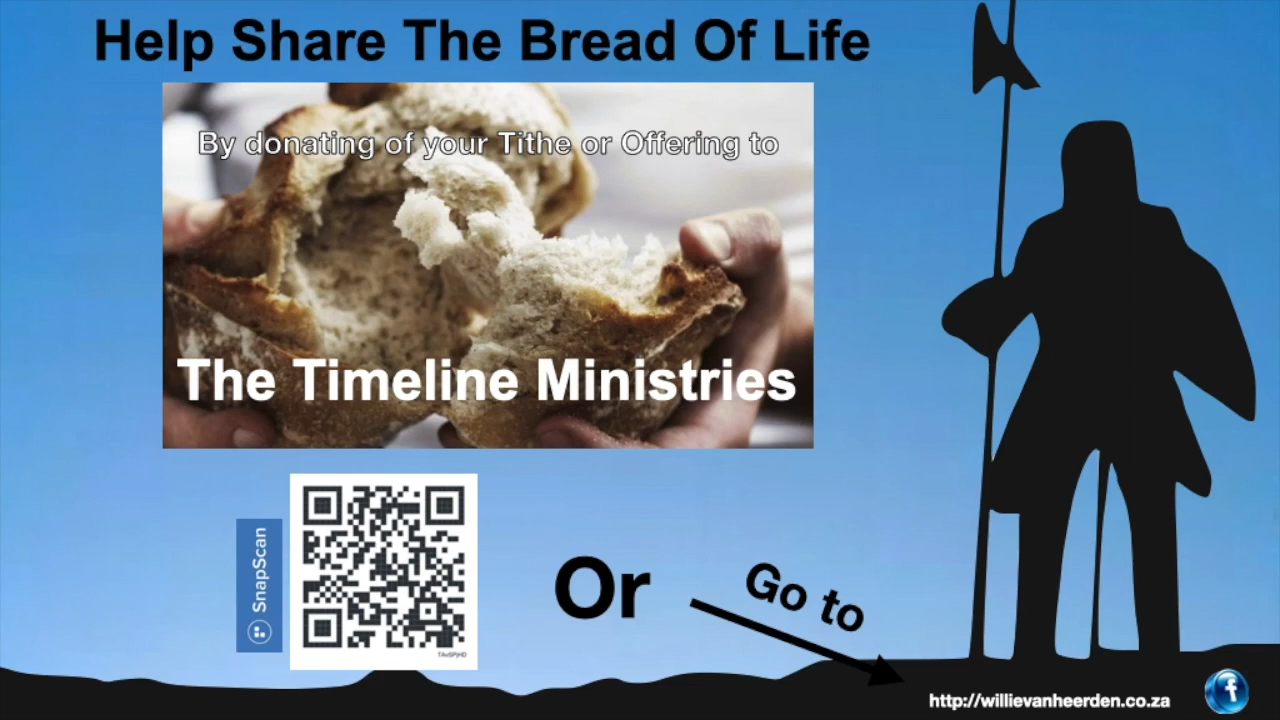 Help Share The Bread Of Life
By donating of your Tithe or Offering to
The Timeline Ministries
SnapScan
Or
Go to
http://willievanheerden.co.za